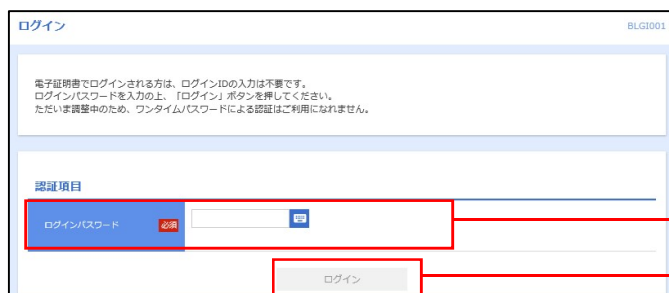 ログイン
BLGI001
電子証明書でログインされる方は、ログインIDの入力は不要です。
ログインパスワードを入力の上、「ログイン」ボタンを押してください。
ただいま調整中のため、ワンタイムパスワードによる認証はご利用になれません。
認証項目
ログインパスワード 必須
ログイン